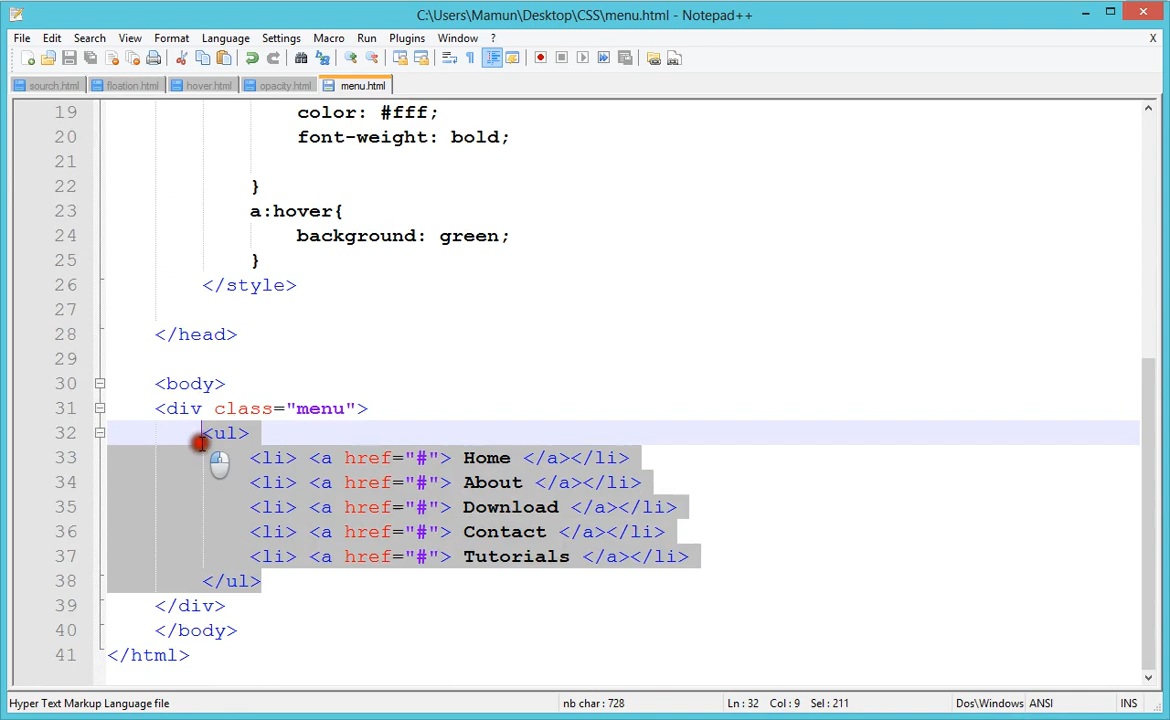 C:\Users\Mamun\Desktop\CSS\menu.html - Notepad++
File Edit Search View Format Language Settings Macro Run Plugins Window ? X
sourch.html floation.html hover.html opacity.html menu.html
19 color: #fff;
20 font-weight: bold;
21
22 }
23 a:hover{
24 background: green;
25 }
26 </style>
27
28 </head>
29
30 <body>
31 <div class="menu">
32 <ul>
33 <li> <a href="#"> Home </a></li>
34 <li> <a href="#"> About </a></li>
35 <li> <a href="#"> Download </a></li>
36 <li> <a href="#"> Contact </a></li>
37 <li> <a href="#"> Tutorials </a></li>
38 </ul>
39 </div>
40 </body>
41 </html>
Hyper Text Markup Language file nb char : 728 Ln : 32 Col : 9 Sel : 211 Dos\Windows ANSI INS